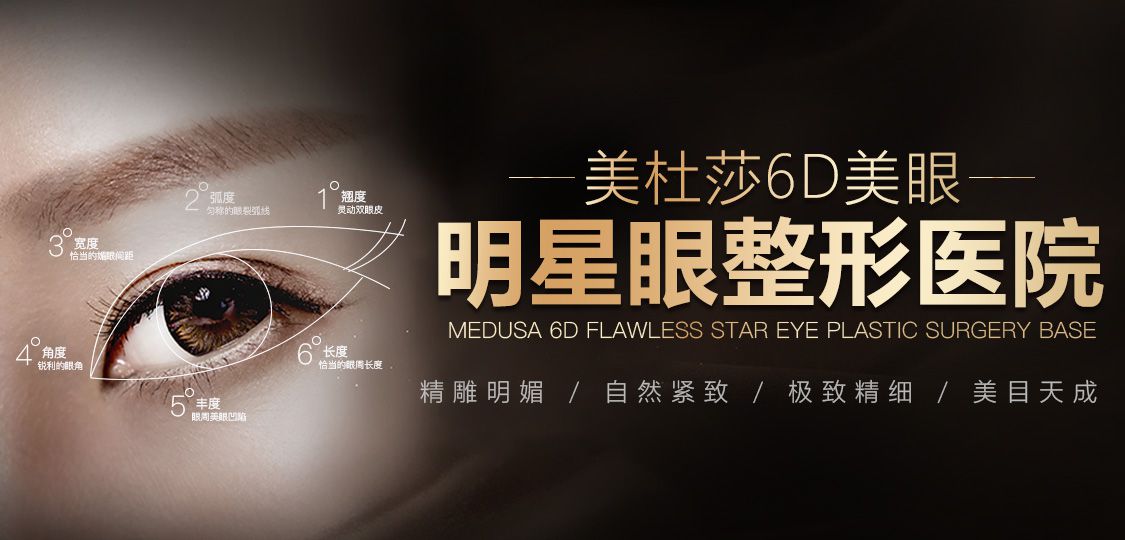 美杜莎6D美眼
明星眼整形医院
MEDUSA 6D FLAWLESS STAR EYE PLASTIC SURGERY BASE
精雕明媚 / 自然紧致 / 极致精细 / 美目天成
1° 翘度
灵动双眼皮
2° 弧度
匀称的眼裂弧线
3° 宽度
恰当的媚眼间距
4° 角度
锐利的眼角
5° 丰度
眼周美眼凹陷
6° 长度
恰当的眼周长度